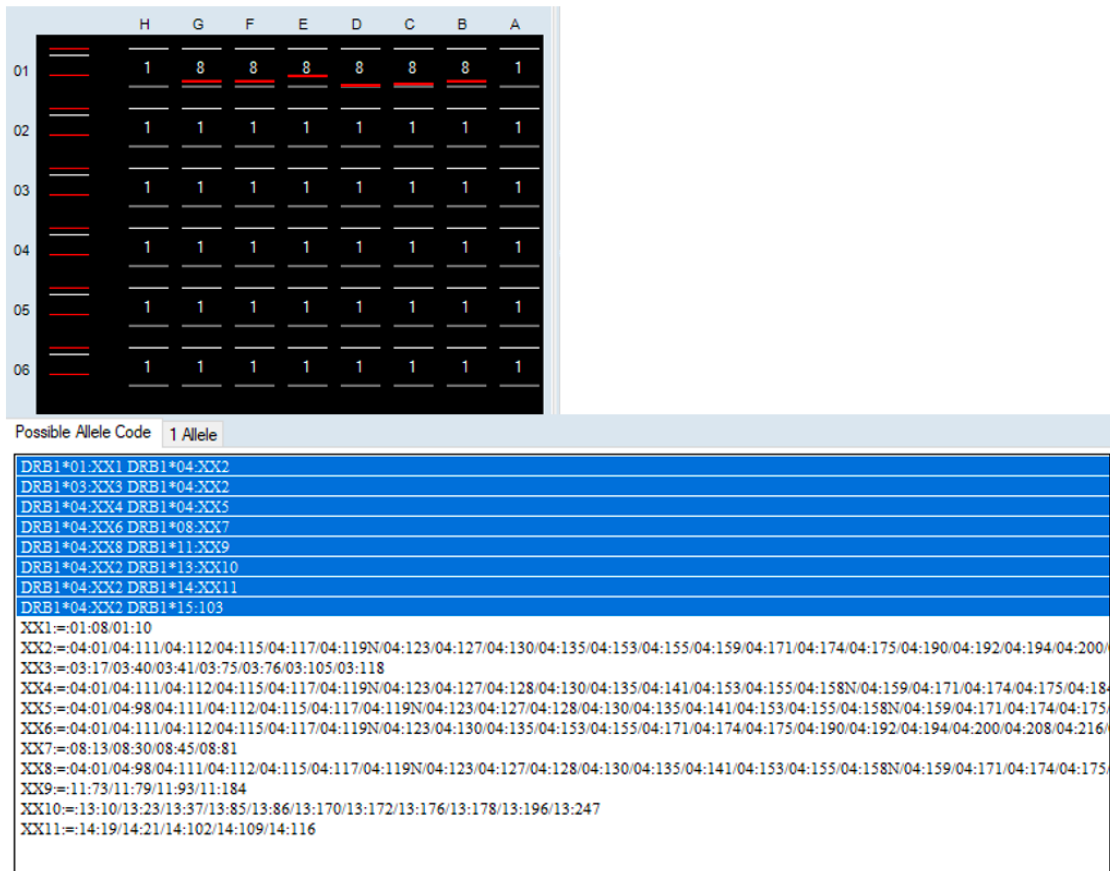 H G F E D C B A
01 1 8 8 8 8 8 8 1
02 1 1 1 1 1 1 1 1
03 1 1 1 1 1 1 1 1
04 1 1 1 1 1 1 1 1
05 1 1 1 1 1 1 1 1
06 1 1 1 1 1 1 1 1
Possible Allele Code 1 Allele
DRB1*01:XX1 DRB1*04:XX2
DRB1*03:XX3 DRB1*04:XX2
DRB1*04:XX4 DRB1*04:XX5
DRB1*04:XX6 DRB1*08:XX7
DRB1*04:XX8 DRB1*11:XX9
DRB1*04:XX2 DRB1*13:XX10
DRB1*04:XX2 DRB1*14:XX11
DRB1*04:XX2 DRB1*15:103
XX1:=:01:08/01:10
XX2:=:04:01/04:111/04:112/04:115/04:117/04:119N/04:123/04:127/04:130/04:135/04:153/04:155/04:159/04:171/04:174/04:175/04:190/04:192/04:194/04:200/
XX3:=:03:17/03:40/03:41/03:75/03:76/03:105/03:118
XX4:=:04:01/04:111/04:112/04:115/04:117/04:119N/04:123/04:127/04:128/04:130/04:135/04:141/04:153/04:155/04:158N/04:159/04:171/04:174/04:175/04:18
XX5:=:04:01/04:98/04:111/04:112/04:115/04:117/04:119N/04:123/04:127/04:128/04:130/04:135/04:141/04:153/04:155/04:158N/04:159/04:171/04:174/04:175/
XX6:=:04:01/04:111/04:112/04:115/04:117/04:119N/04:123/04:130/04:135/04:153/04:155/04:171/04:174/04:175/04:190/04:192/04:194/04:200/04:208/04:216/
XX7:=:08:13/08:30/08:45/08:81
XX8:=:04:01/04:98/04:111/04:112/04:115/04:117/04:119N/04:123/04:127/04:128/04:130/04:135/04:141/04:153/04:155/04:158N/04:159/04:171/04:174/04:175/
XX9:=:11:73/11:79/11:93/11:184
XX10:=:13:10/13:23/13:37/13:85/13:86/13:170/13:172/13:176/13:178/13:196/13:247
XX11:=:14:19/14:21/14:102/14:109/14:116